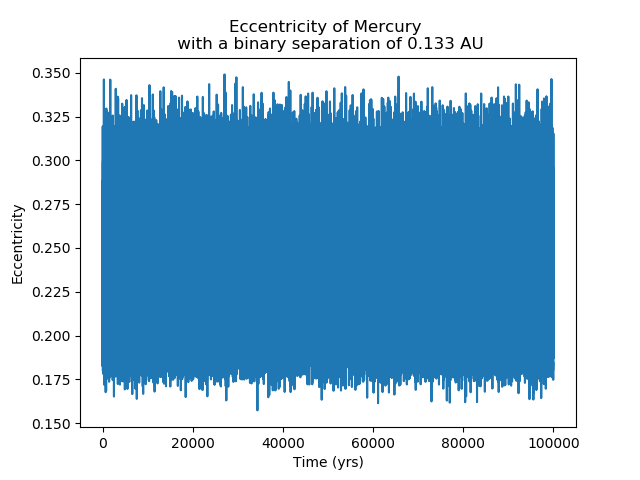 Eccentricity of Mercury
with a binary separation of 0.133 AU
0.350
0.325
0.300
0.275
0.250
0.225
0.200
0.175
0.150
Eccentricity
0 20000 40000 60000 80000 100000
Time (yrs)